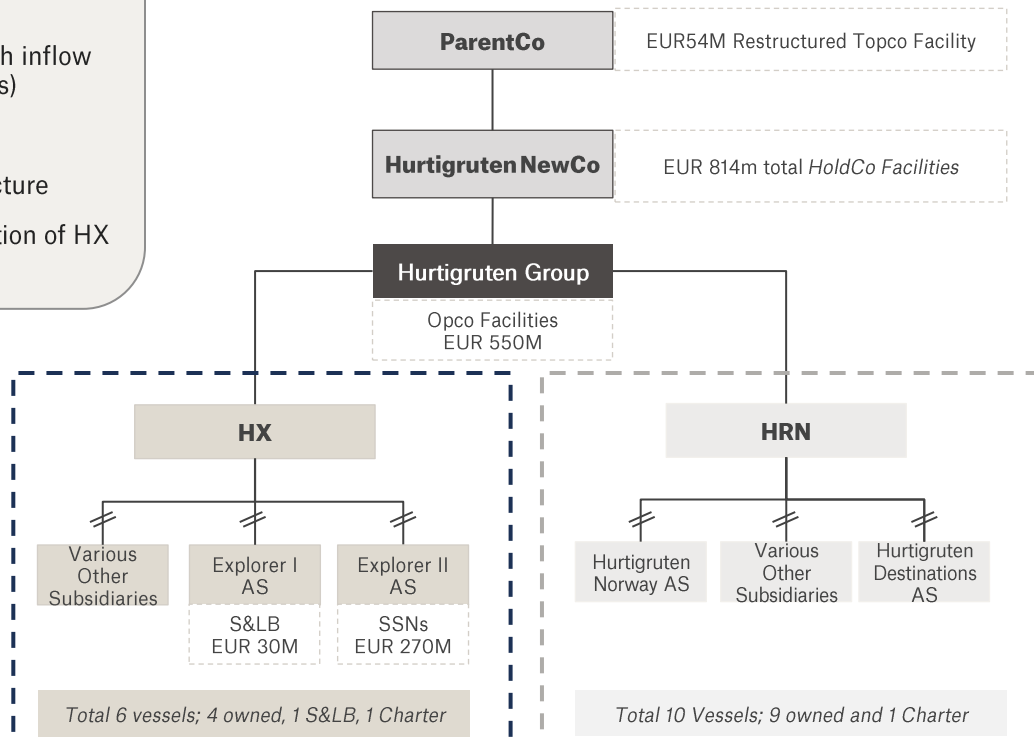 h inflow
s)
cture
tion of HX
ParentCo
EUR54M Restructured Topco Facility
Hurtigruten NewCo
EUR 814m total HoldCo Facilities
Hurtigruten Group
Opco Facilities
EUR 550M
HX
HRN
Various
Other
Subsidiaries
Explorer I
AS
Explorer II
AS
S&LB
EUR 30M
SSNs
EUR 270M
Hurtigruten
Norway AS
Various
Other
Subsidiaries
Hurtigruten
Destinations
AS
Total 6 vessels; 4 owned, 1 S&LB, 1 Charter
Total 10 Vessels; 9 owned and 1 Charter